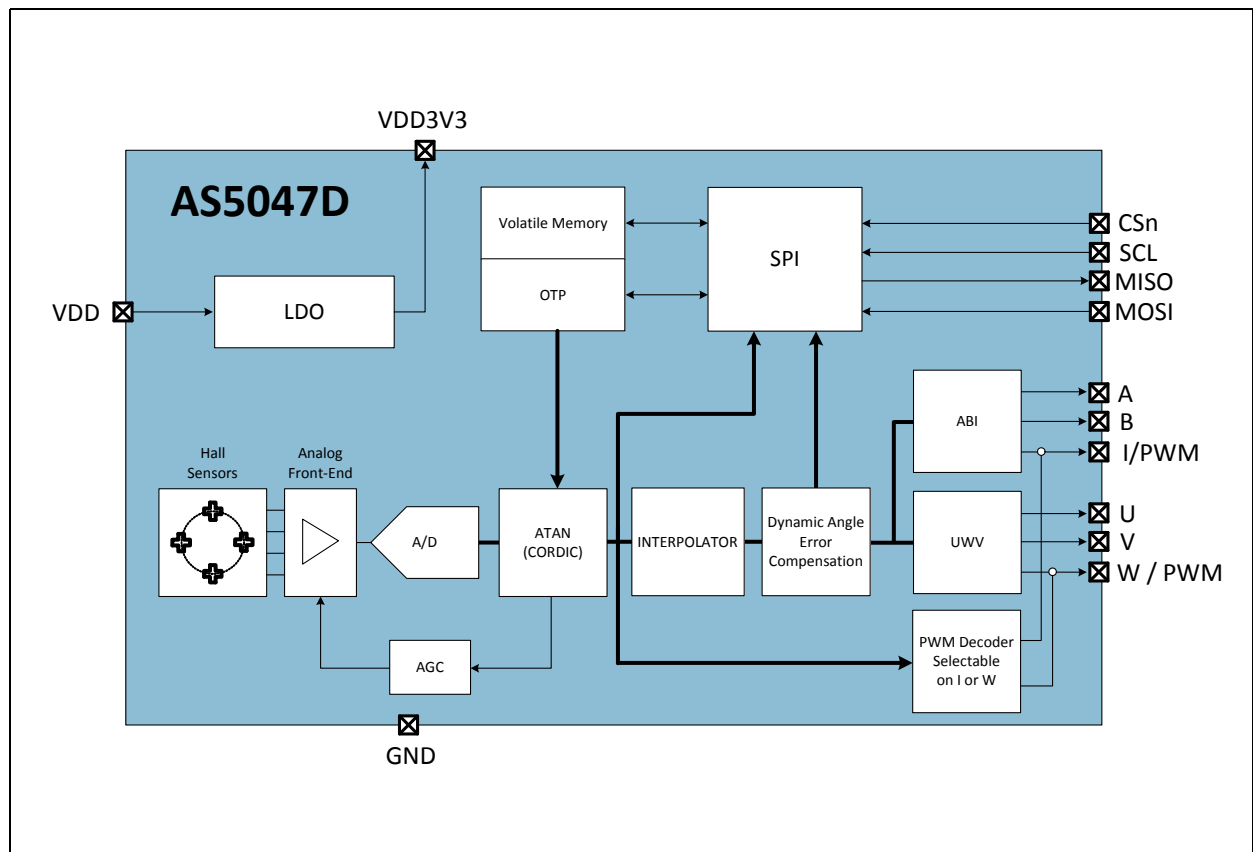 VDD3V3
AS5047D
Volatile Memory
OTP
SPI
CSn
SCL
MISO
MOSI
VDD
LDO
ABI
A
B
I/PWM
Hall
Sensors
Analog
Front-End
A/D
ATAN
(CORDIC)
INTERPOLATOR
Dynamic Angle
Error
Compensation
UWV
U
V
W / PWM
AGC
PWM Decoder
Selectable
on I or W
GND